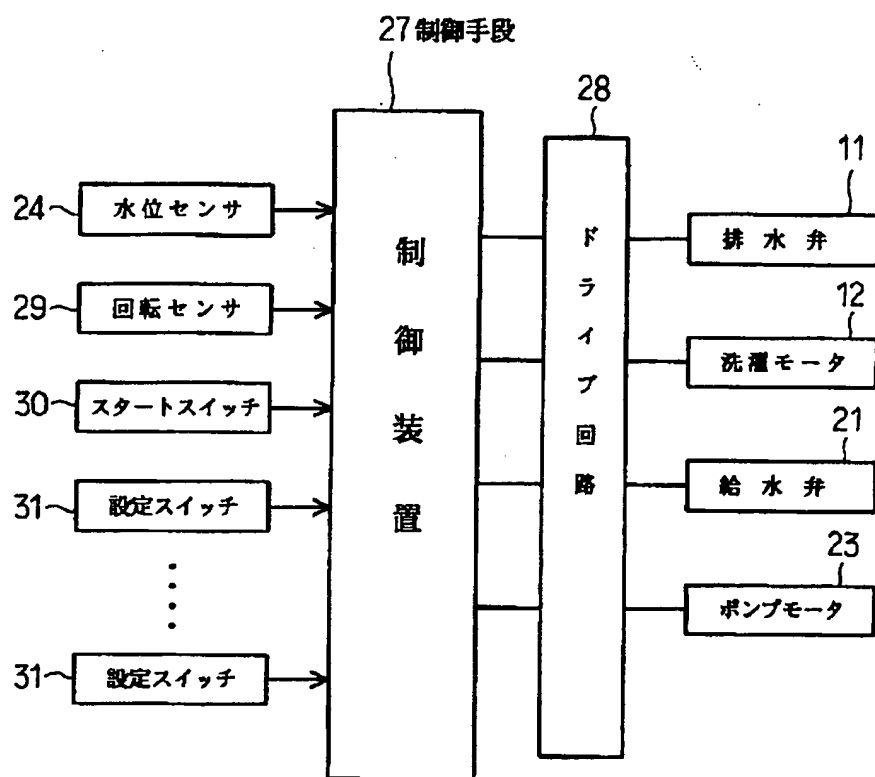 27 制御手段
28
11
24
水位センサ
排水弁
12
29
回転センサ
制御装置
ドライブ回路
洗濯モータ
30
スタートスイッチ
21
給水弁
31
設定スイッチ
23
ポンプモータ
31
設定スイッチ